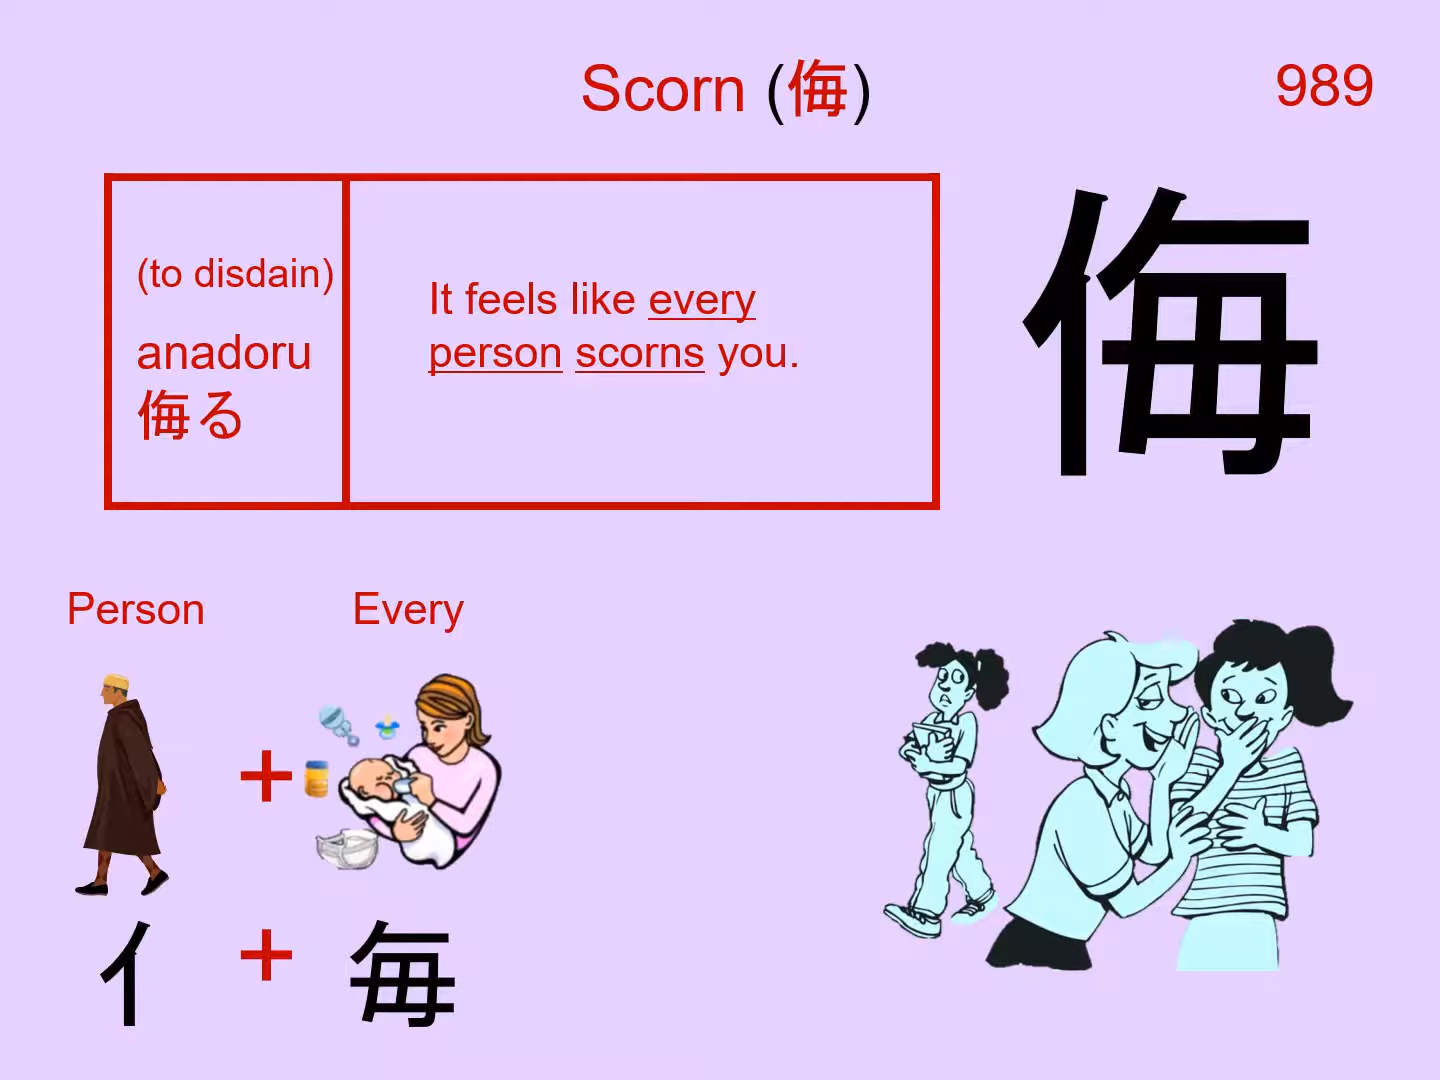 Scorn (侮)
989
(to disdain)
anadoru
侮る
It feels like every
person scorns you.
侮
Person
Every
+
亻
+
毎